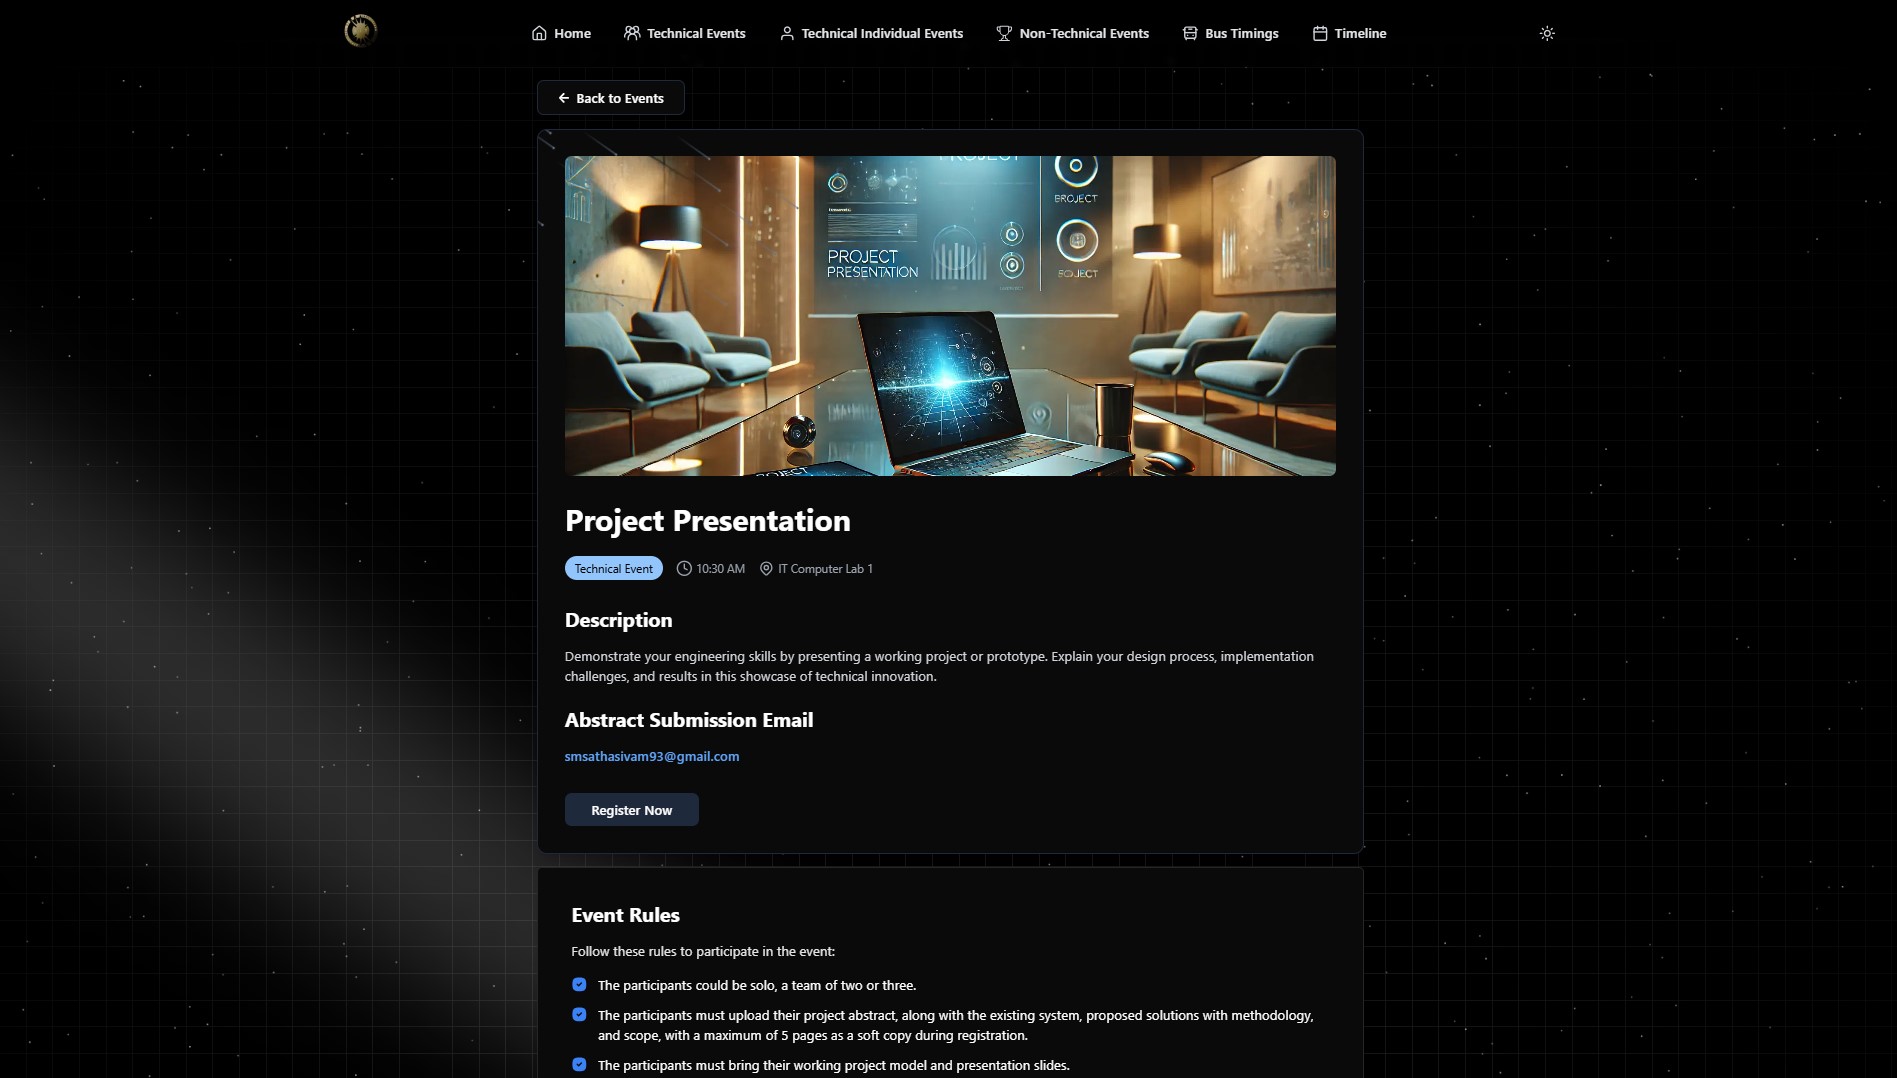 Home
Technical Events
Technical Individual Events
Non-Technical Events
Bus Timings
Timeline
Back to Events
PROJECT
PROJECT
PRESENTATION
BROJECT
Project Presentation
Technical Event
10:30 AM
IT Computer Lab 1
Description
Demonstrate your engineering skills by presenting a working project or prototype. Explain your design process, implementation
challenges, and results in this showcase of technical innovation.
Abstract Submission Email
smsathasivam93@gmail.com
Register Now
Event Rules
Follow these rules to participate in the event:
The participants could be solo, a team of two or three.
The participants must upload their project abstract, along with the existing system, proposed solutions with methodology,
and scope, with a maximum of 5 pages as a soft copy during registration.
The participants must bring their working project model and presentation slides.